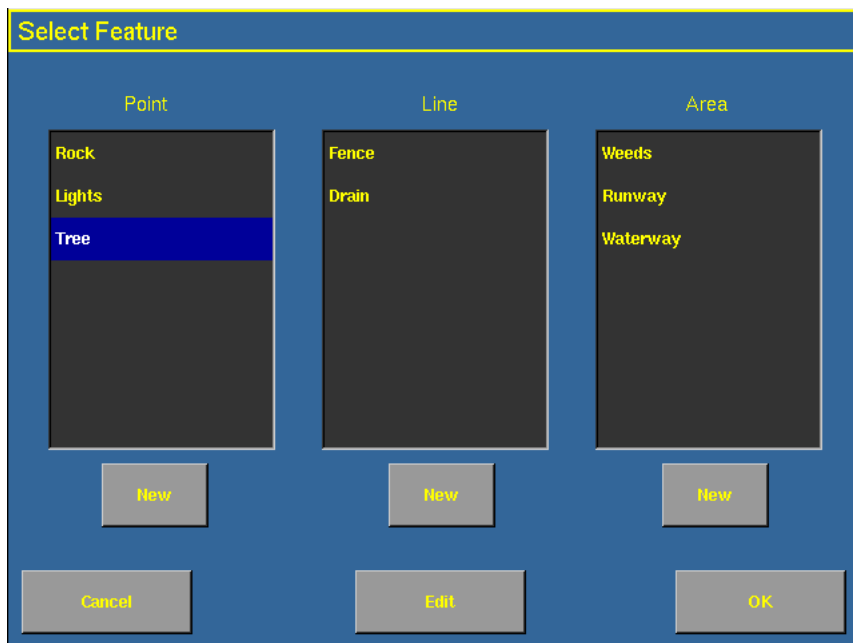 Select Feature
Point Line Area
Rock Fence Weeds
Lights Drain Runway
Tree Waterway
New New New
Cancel Edit OK